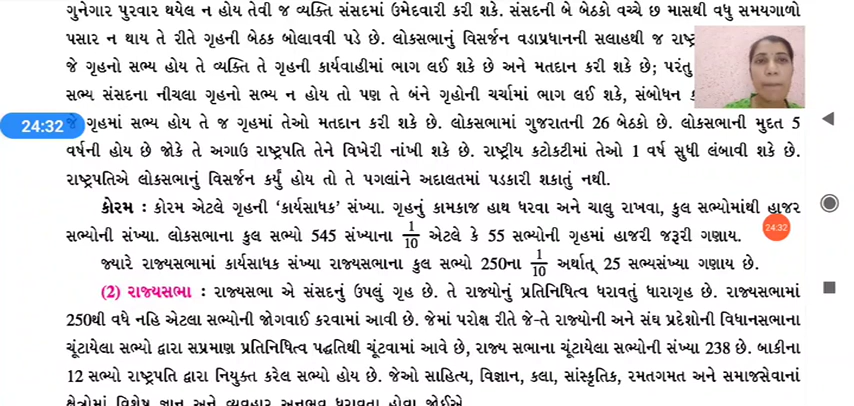 ગુનેગાર પુરવાર થયેલ ન હોય તેવી જ વ્યક્તિ સંસદમાં ઉમેદવારી કરી શકે. સંસદની બે બેઠકો વચ્ચે છ માસથી વધુ સમયગાળો
પસાર ન થાય તે રીતે ગૃહની બેઠક બોલાવવી પડે છે. લોકસભાનું વિસર્જન વડાપ્રધાનની સલાહથી જ રાષ્ટ્ર
જે ગૃહનો સભ્ય હોય તે વ્યક્તિ તે ગૃહની કાર્યવાહીમાં ભાગ લઈ શકે છે અને મતદાન કરી શકે છે; પરંતુ
સભ્ય સંસદના નીચલા ગૃહનો સભ્ય ન હોય તો પણ તે બંને ગૃહોની ચર્ચામાં ભાગ લઈ શકે, સંબોધન
24:32 જે ગૃહમાં સભ્ય હોય તે જ ગૃહમાં તેઓ મતદાન કરી શકે છે. લોકસભામાં ગુજરાતની 26 બેઠકો છે. લોકસભાની મુદત 5
વર્ષની હોય છે જોકે તે અગાઉ રાષ્ટ્રપતિ તેને વિખેરી નાંખી શકે છે. રાષ્ટ્રીય કટોકટીમાં તેઓ 1 વર્ષ સુધી લંબાવી શકે છે.
રાષ્ટ્રપતિએ લોકસભાનું વિસર્જન કર્યું હોય તો તે પગલાંને અદાલતમાં પડકારી શકાતું નથી.
કોરમ : કોરમ એટલે ગૃહની ‘કાર્યસાધક’ સંખ્યા. ગૃહનું કામકાજ હાથ ધરવા અને ચાલુ રાખવા, કુલ સભ્યોમાંથી હાજર
સભ્યોની સંખ્યા. લોકસભાના કુલ સભ્યો 545 સંખ્યાના 1/10 એટલે કે 55 સભ્યોની ગૃહમાં હાજરી જરૂરી ગણાય. 24:32
જ્યારે રાજ્યસભામાં કાર્યસાધક સંખ્યા રાજ્યસભાના કુલ સભ્યો 250ના 1/10 અર્થાત્ 25 સભ્યસંખ્યા ગણાય છે.
(2) રાજ્યસભા : રાજ્યસભા એ સંસદનું ઉપલું ગૃહ છે. તે રાજ્યોનું પ્રતિનિધિત્વ ધરાવતું ધારાગૃહ છે. રાજ્યસભામાં
250થી વધે નહિ એટલા સભ્યોની જોગવાઈ કરવામાં આવી છે. જેમાં પરોક્ષ રીતે જે-તે રાજ્યોની અને સંઘ પ્રદેશોની વિધાનસભાના
ચૂંટાયેલા સભ્યો દ્વારા સપ્રમાણ પ્રતિનિધિત્વ પદ્ધતિથી ચૂંટવામાં આવે છે, રાજ્ય સભાના ચૂંટાયેલા સભ્યોની સંખ્યા 238 છે. બાકીના
12 સભ્યો રાષ્ટ્રપતિ દ્વારા નિયુક્ત કરેલ સભ્યો હોય છે. જેઓ સાહિત્ય, વિજ્ઞાન, કલા, સાંસ્કૃતિક, રમતગમત અને સમાજસેવાનાં
ક્ષેત્રોમાં વિશેષ જ્ઞાન અને વ્યવહારુ અનુભવ ધરાવતા હોવા જોઈએ